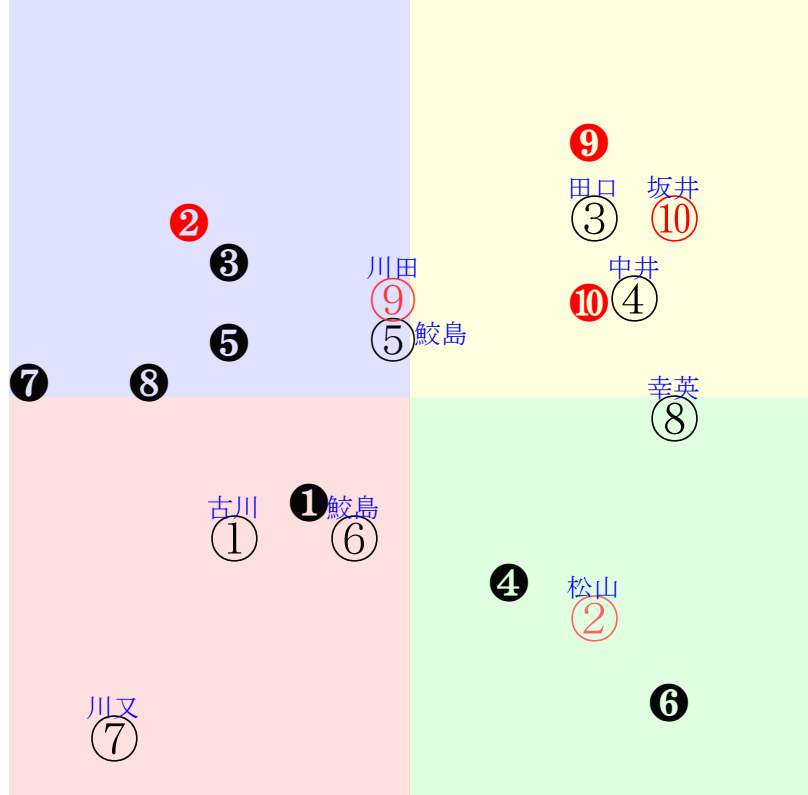 ❾
田口
坂井
③
⑩
❷
❸
川田
中井
⑨
❿
④
❺
⑤
鮫島
❼
❽
幸英
⑧
古川
❶
鮫島
①
⑥
❹
松山
②
❻
川又
⑦